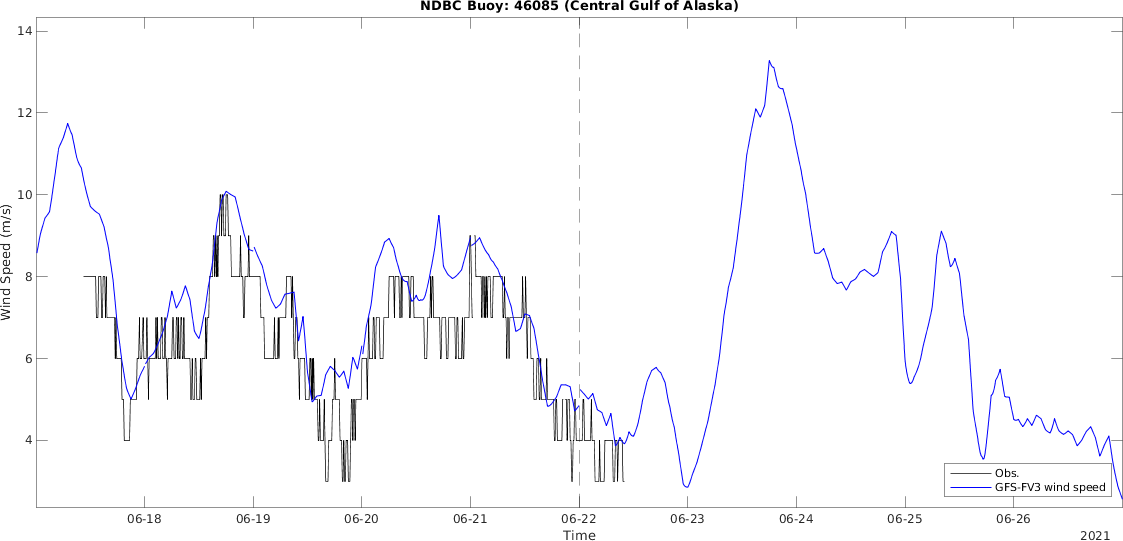 NDBC Buoy: 46085 (Central Gulf of Alaska)
14
12
10
8
6
4
Wind Speed (m/s)
Obs.
GFS-FV3 wind speed
06-18 06-19 06-20 06-21 06-22 06-23 06-24 06-25 06-26
Time
2021